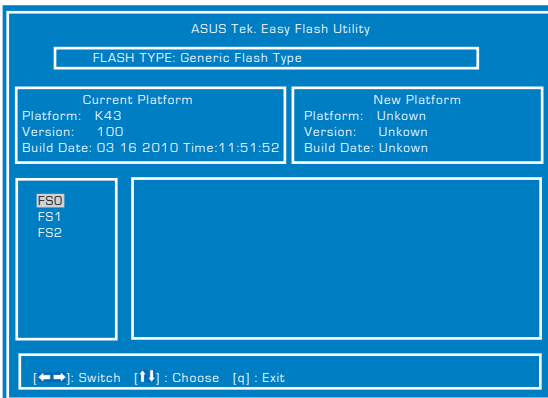 ASUS Tek. Easy Flash Utility
FLASH TYPE: Generic Flash Type
Current Platform
Platform: K43
Version: 100
Build Date: 03 16 2010 Time:11:51:52
New Platform
Platform: Unkown
Version: Unkown
Build Date: Unkown
FS0
FS1
FS2
[←→]: Switch [↑↓] : Choose [q] : Exit